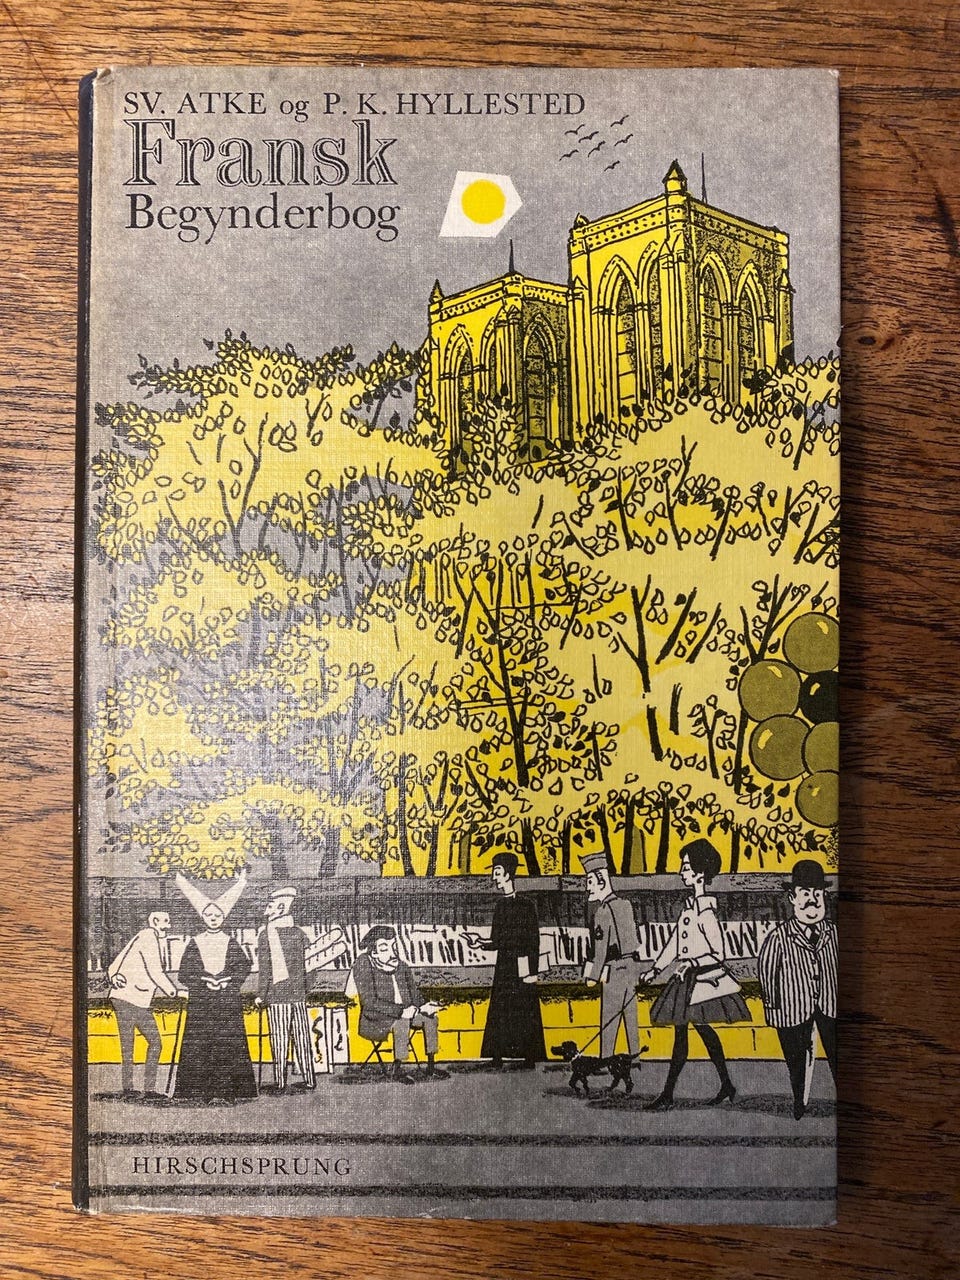 SV. ATKE og P. K. HYLLESTED
Fransk
Begynderbog
HIRSCHSPRUNG